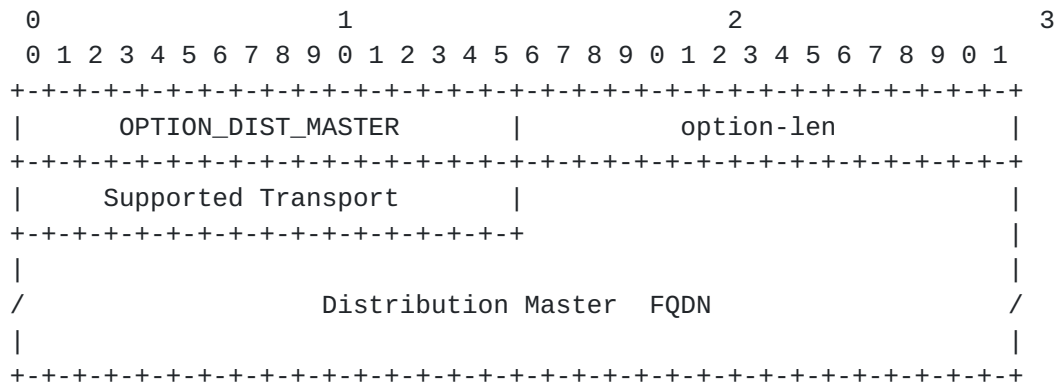 0                   1                   2                   3
 0 1 2 3 4 5 6 7 8 9 0 1 2 3 4 5 6 7 8 9 0 1 2 3 4 5 6 7 8 9 0 1
+-+-+-+-+-+-+-+-+-+-+-+-+-+-+-+-+-+-+-+-+-+-+-+-+-+-+-+-+-+-+-+-+
|      OPTION_DIST_MASTER       |          option-len           |
+-+-+-+-+-+-+-+-+-+-+-+-+-+-+-+-+-+-+-+-+-+-+-+-+-+-+-+-+-+-+-+-+
|     Supported Transport       |                               |
+-+-+-+-+-+-+-+-+-+-+-+-+-+-+-+-+                               |
|                                                               |
/                   Distribution Master  FQDN                   /
|                                                               |
+-+-+-+-+-+-+-+-+-+-+-+-+-+-+-+-+-+-+-+-+-+-+-+-+-+-+-+-+-+-+-+-+